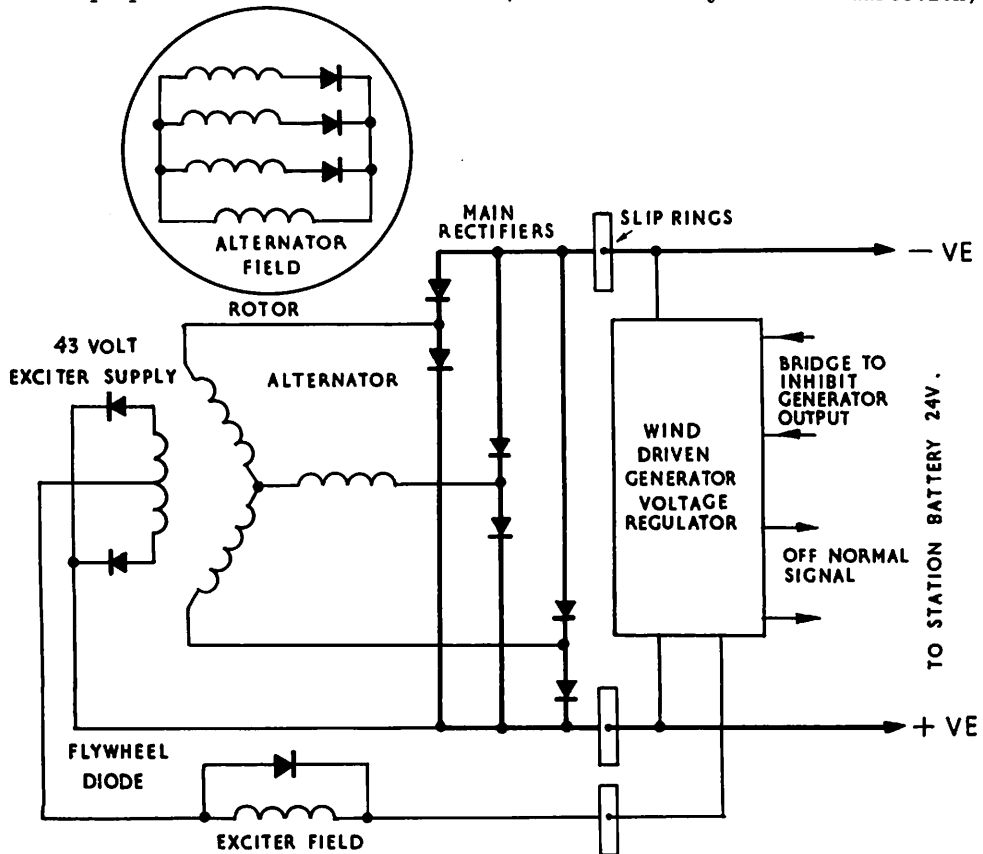 ALTERNATOR
FIELD
ROTOR
MAIN
RECTIFIERS
SLIP RINGS
– VE
43 VOLT
EXCITER SUPPLY
ALTERNATOR
WIND
DRIVEN
GENERATOR
VOLTAGE
REGULATOR
BRIDGE TO
INHIBIT
GENERATOR
OUTPUT
OFF NORMAL
SIGNAL
TO STATION BATTERY 24V.
+ VE
FLYWHEEL
DIODE
EXCITER FIELD